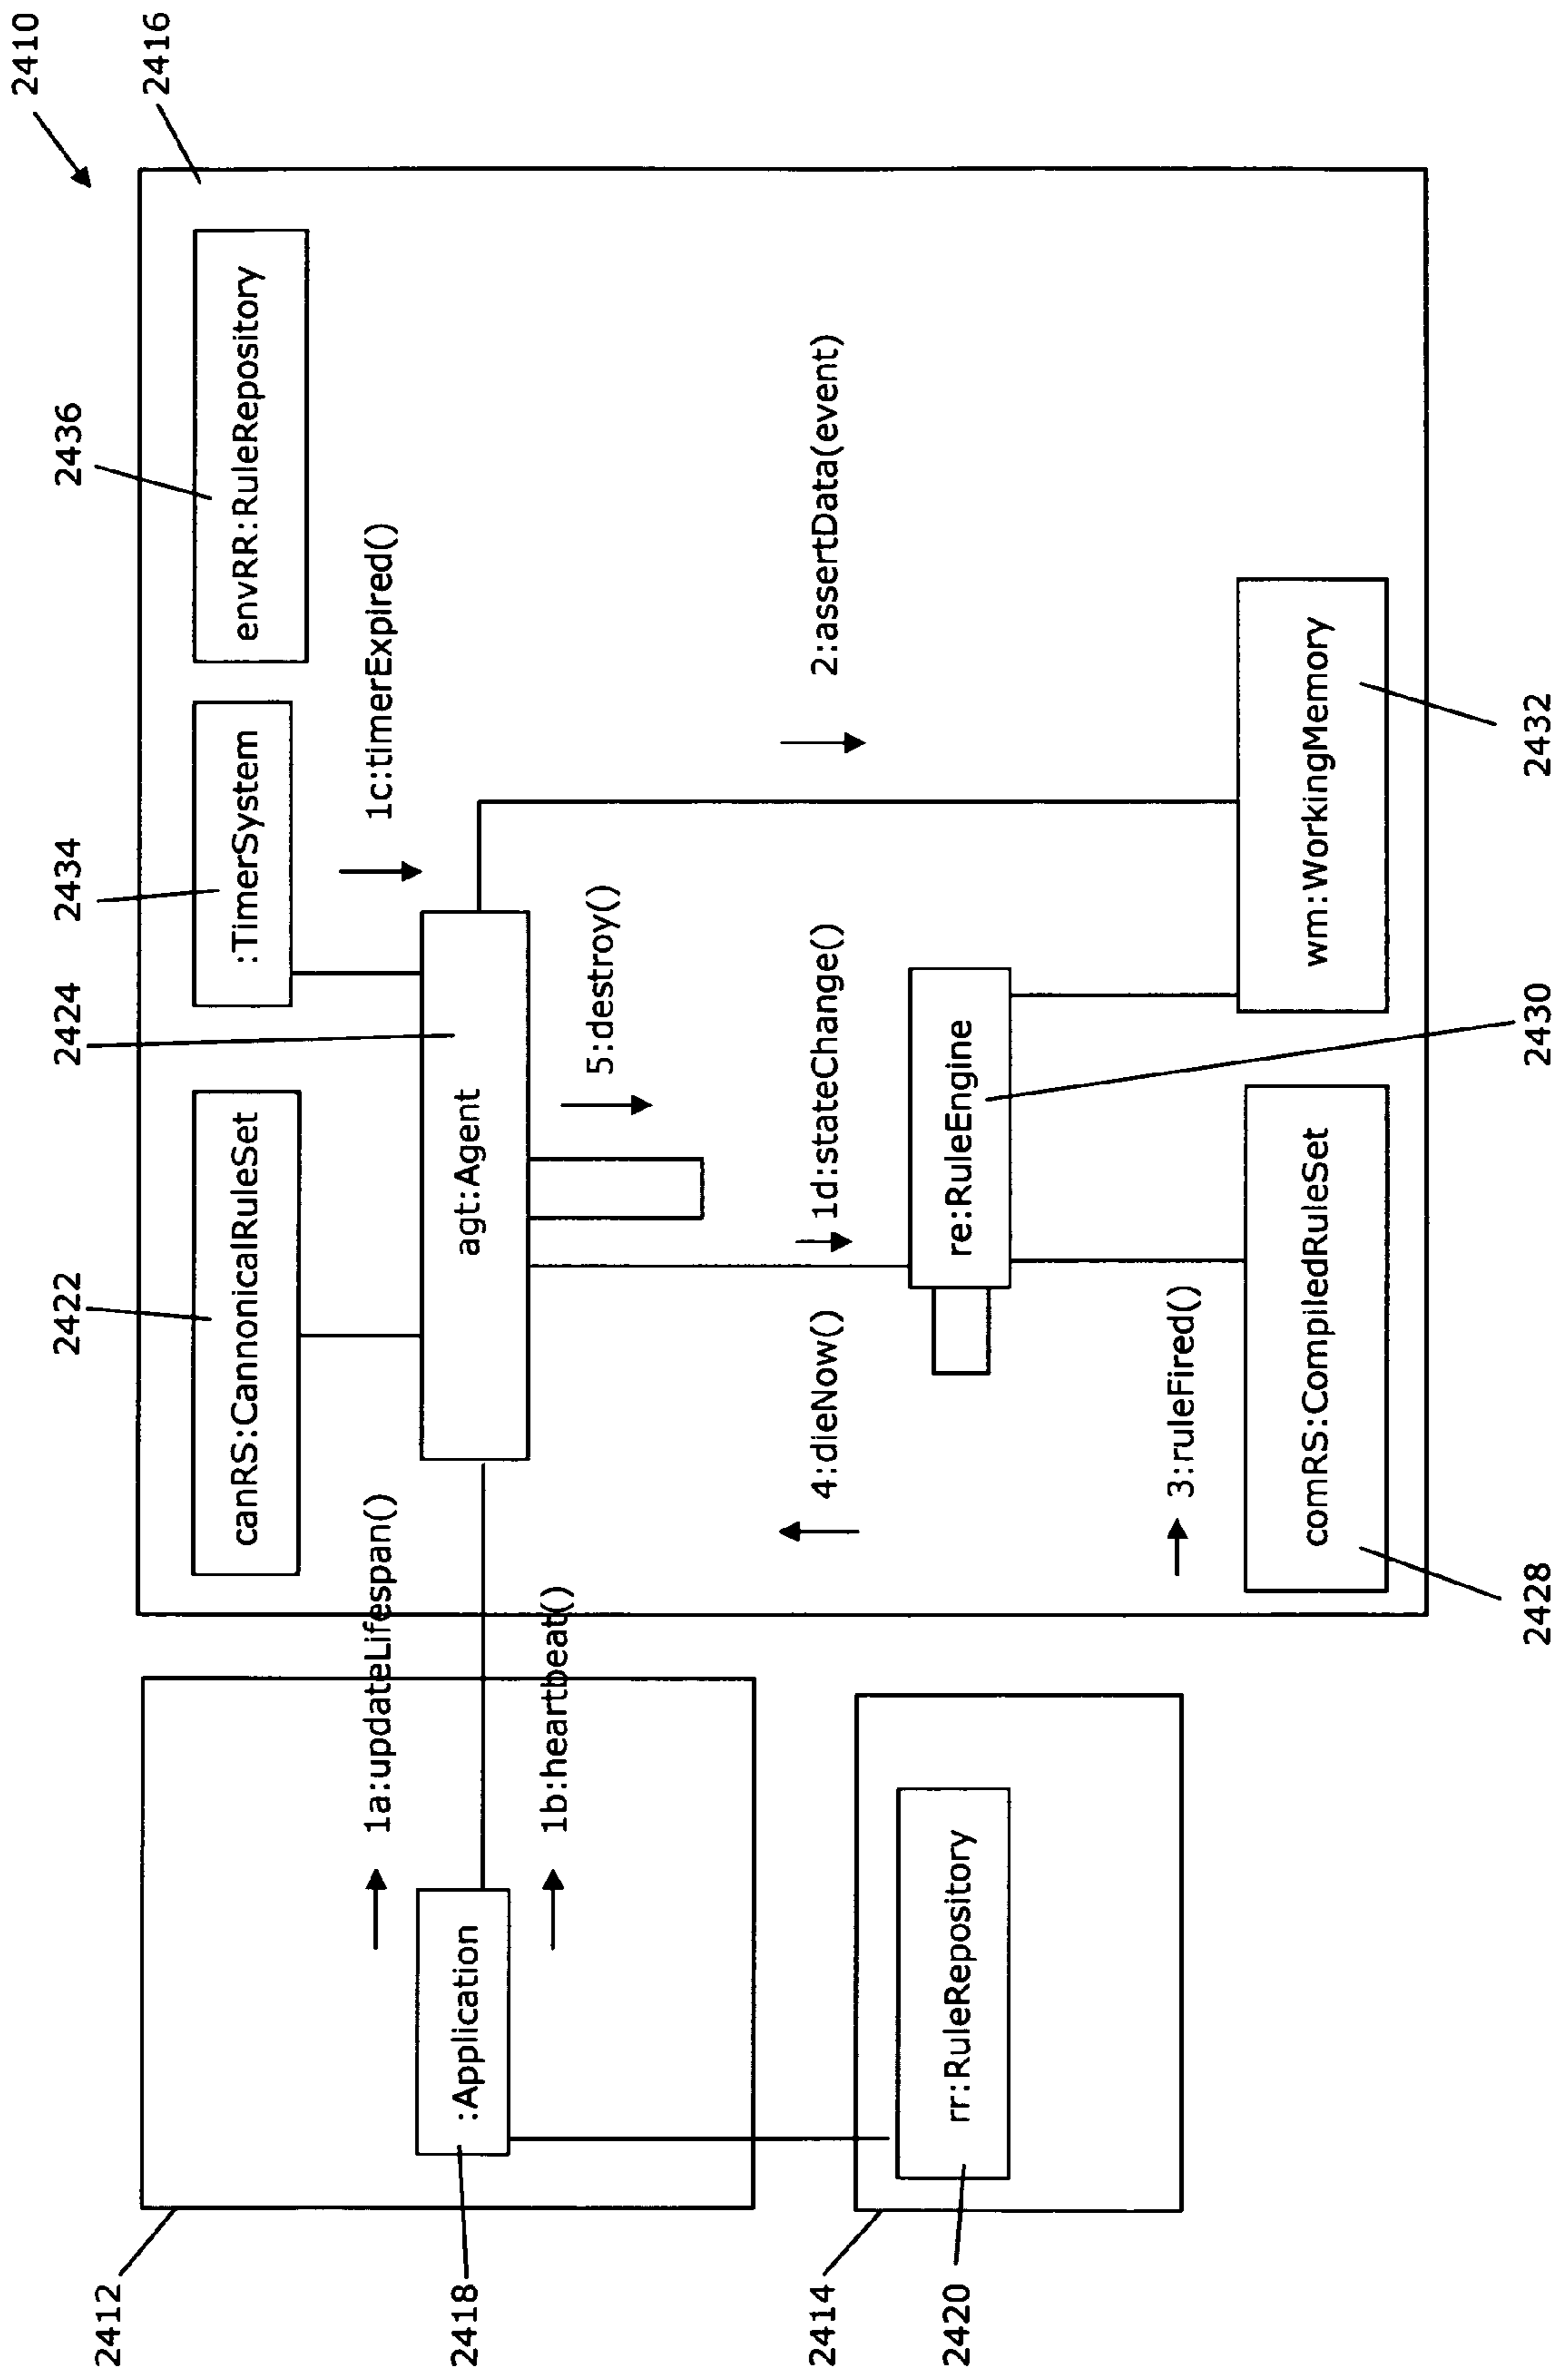 2410
2416
2436
2434
2424
2422
envRR:RuleRepository
:TimerSystem
canRS:CannonicalRuleSet
1c:timerExpired()
1a:updateLifespan()
agt:Agent
5:destroy()
1b:heartbeat()
2:assertData(event)
1d:stateChange()
4:dieNow()
re:RuleEngine
3:ruleFired()
wm:WorkingMemory
comRS:CompiledRuleSet
2432
2430
2428
2412
:Application
2418
2414
rr:RuleRepository
2420